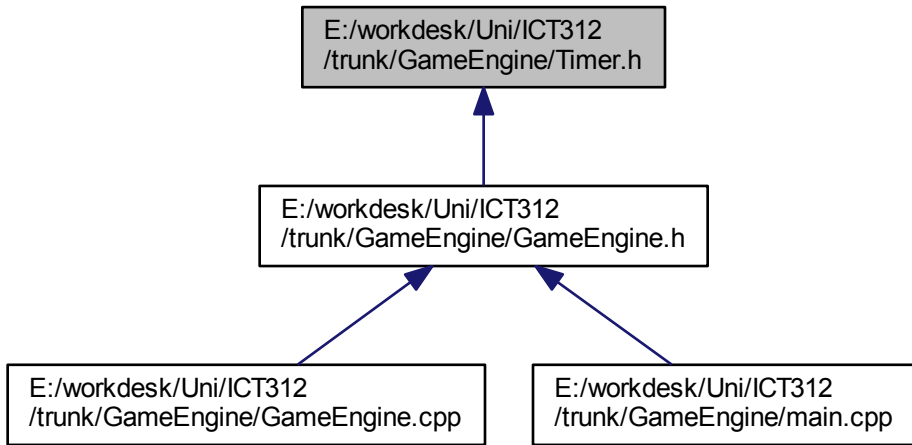 E:/workdesk/Uni/ICT312
/trunk/GameEngine/Timer.h
E:/workdesk/Uni/ICT312
/trunk/GameEngine/GameEngine.h
E:/workdesk/Uni/ICT312
/trunk/GameEngine/GameEngine.cpp
E:/workdesk/Uni/ICT312
/trunk/GameEngine/main.cpp